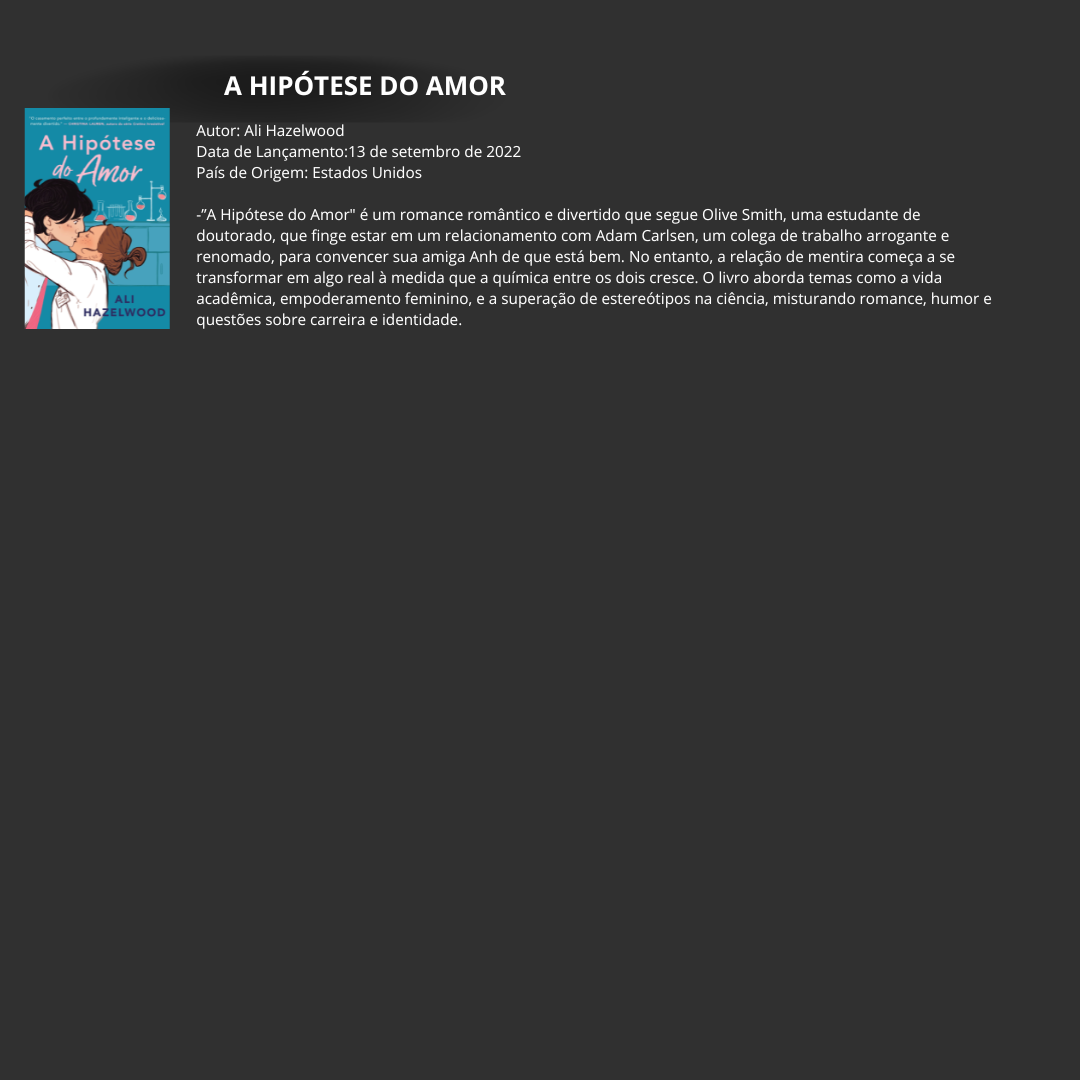 A HIPÓTESE DO AMOR
A Hipótese
do Amor
ALI
HAZELWOOD
Autor: Ali Hazelwood
Data de Lançamento:13 de setembro de 2022
País de Origem: Estados Unidos
-”A Hipótese do Amor" é um romance romântico e divertido que segue Olive Smith, uma estudante de
doutorado, que finge estar em um relacionamento com Adam Carlsen, um colega de trabalho arrogante e
renomado, para convencer sua amiga Anh de que está bem. No entanto, a relação de mentira começa a se
transformar em algo real à medida que a química entre os dois cresce. O livro aborda temas como a vida
acadêmica, empoderamento feminino, e a superação de estereótipos na ciência, misturando romance, humor e
questões sobre carreira e identidade.